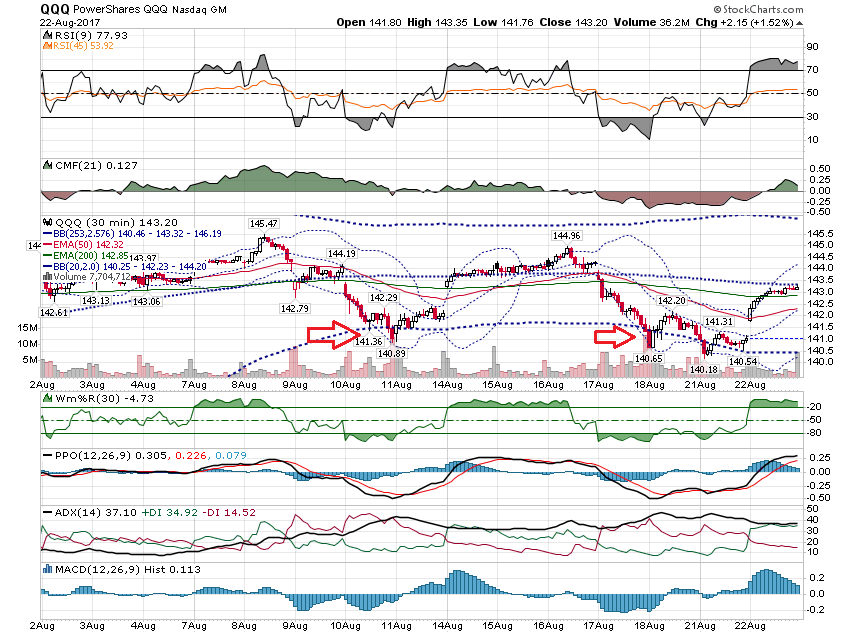 QQQ PowerShares QQQ Nasdaq GM © StockCharts.com
22-Aug-2017 Open 141.80 High 143.35 Low 141.76 Close 143.20 Volume 36.2M Chg +2.15 (+1.52%)
RSI(9) 77.93
RSI(45) 53.92
90
70
50
30
10
CMF(21) 0.127
0.50
0.25
0.00
-0.25
-0.50
QQQ (30 min) 143.20
BB(253,2.576) 140.46 - 143.32 - 146.19
EMA(50) 142.32
EMA(200) 142.85
BB(20,2.0) 140.25 - 142.23 - 144.20
Volume 7,704,712
145.47
144.96
144.19
143.97
144
143.13
143.06
142.61
142.79
142.29
142.20
141.36
141.31
140.89
140.65
140.54
140.18
145.5
145.0
144.5
144.0
143.5
143.0
142.5
142.0
141.5
141.0
140.5
140.0
15M
10M
5M
2Aug 3Aug 4Aug 7Aug 8Aug 9Aug 10Aug 11Aug 14Aug 15Aug 16Aug 17Aug 18Aug 21Aug 22Aug
Wm%R(30) -4.73
-20
-50
-80
PPO(12,26,9) 0.305, 0.226, 0.079
0.25
0.00
-0.25
-0.50
ADX(14) 37.10 +DI 34.92 -DI 14.52
50
40
30
20
10
MACD(12,26,9) Hist 0.113
0.2
0.0
-0.2
2Aug 3Aug 4Aug 7Aug 8Aug 9Aug 10Aug 11Aug 14Aug 15Aug 16Aug 17Aug 18Aug 21Aug 22Aug